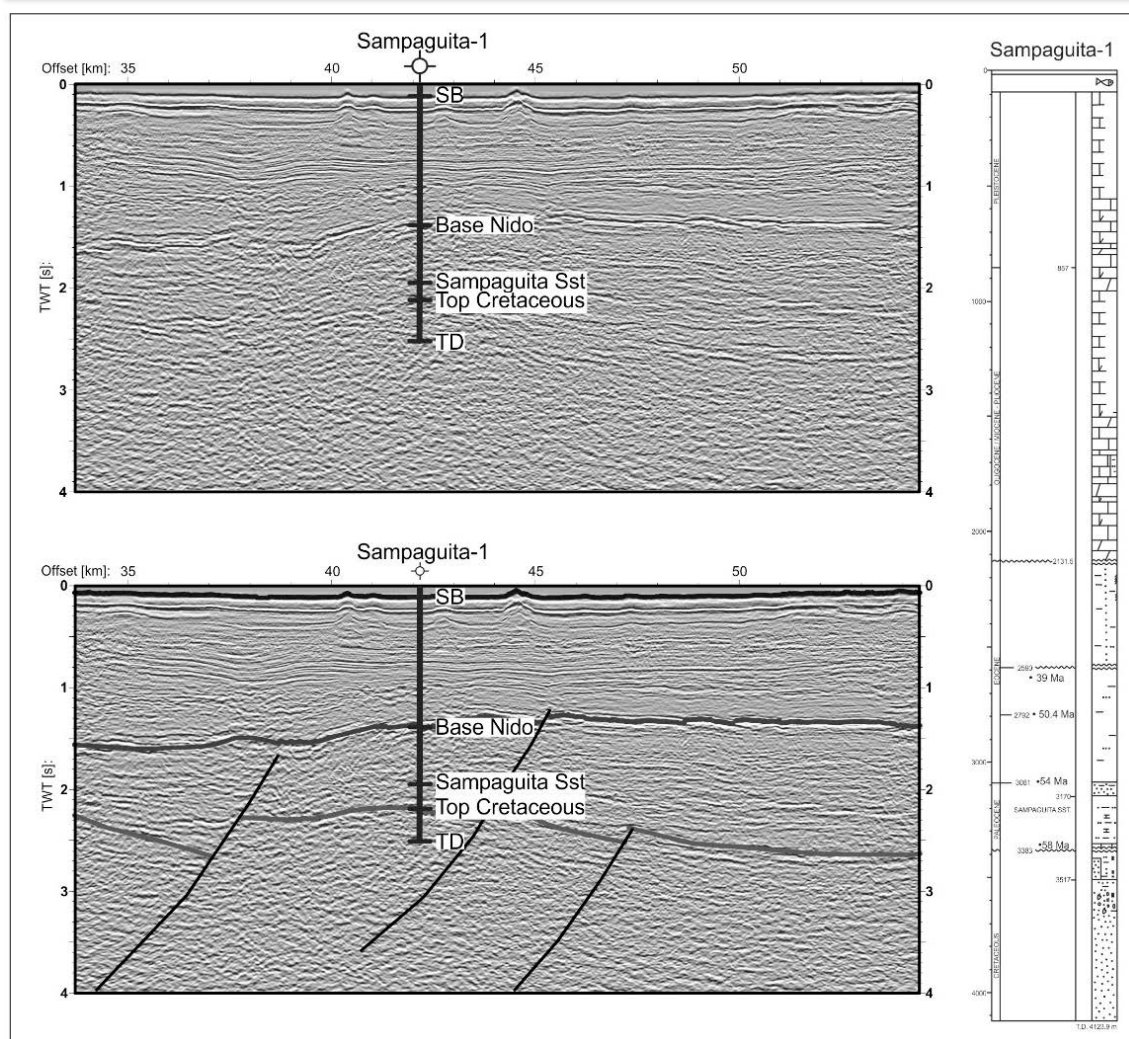 Sampaguita-1
Offset [km]: 35 40 45 50
0 SB 0
1 1
Base Nido
Sampaguita Sst
2 Top Cretaceous 2
TD
3 3
4 4
TWT [s]:
Sampaguita-1
Offset [km]: 35 40 45 50
0 SB 0
1 1
Base Nido
Sampaguita Sst
2 Top Cretaceous 2
TD
3 3
4 4
TWT [s]:
Sampaguita-1
0
PLEISTOCENE
857
1000
OLIGOCENE / MIOCENE / PLIOCENE
2000
2131.5
EOCENE
2593
39 Ma
2792 50.4 Ma
3000
3081 54 Ma
3170
SAMPAGUITA SST.
PALEOCENE
58 Ma
3383
3517
CRETACEOUS
4000
T.D. 4123.9 m